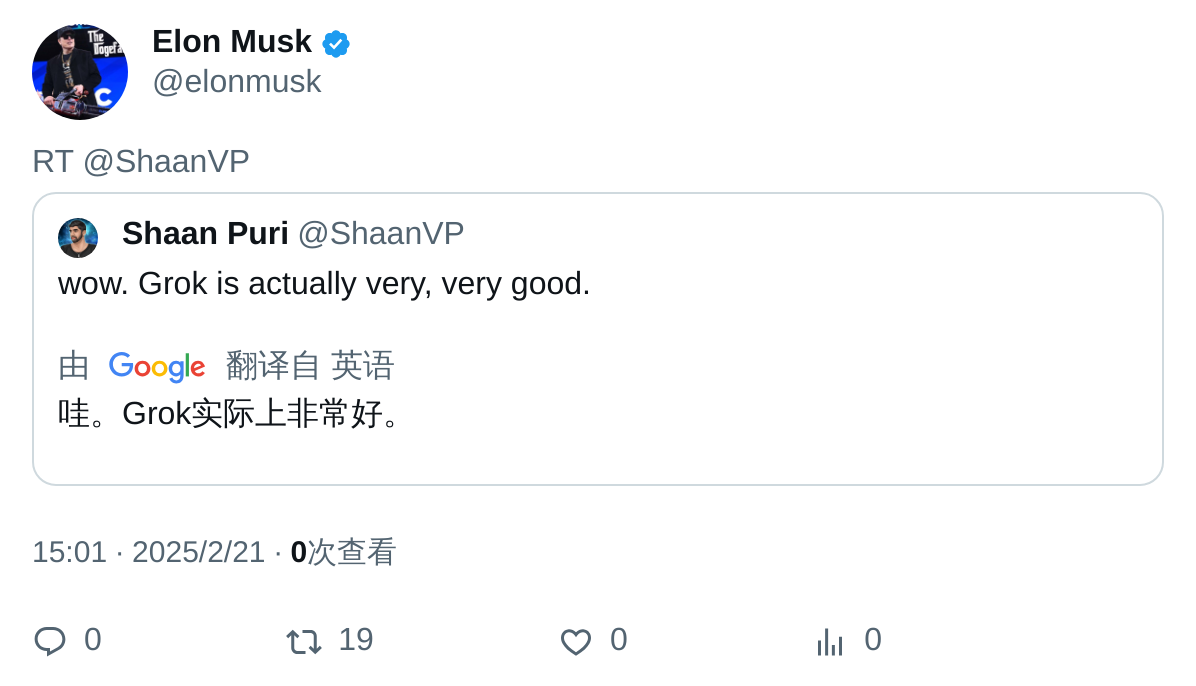 The
Dogefa
C
Elon Musk
@elonmusk
RT @ShaanVP
Shaan Puri @ShaanVP
wow. Grok is actually very, very good.
由 Google 翻译自 英语
哇。Grok实际上非常好。
15:01 · 2025/2/21 · 0次查看
0 19 0 0